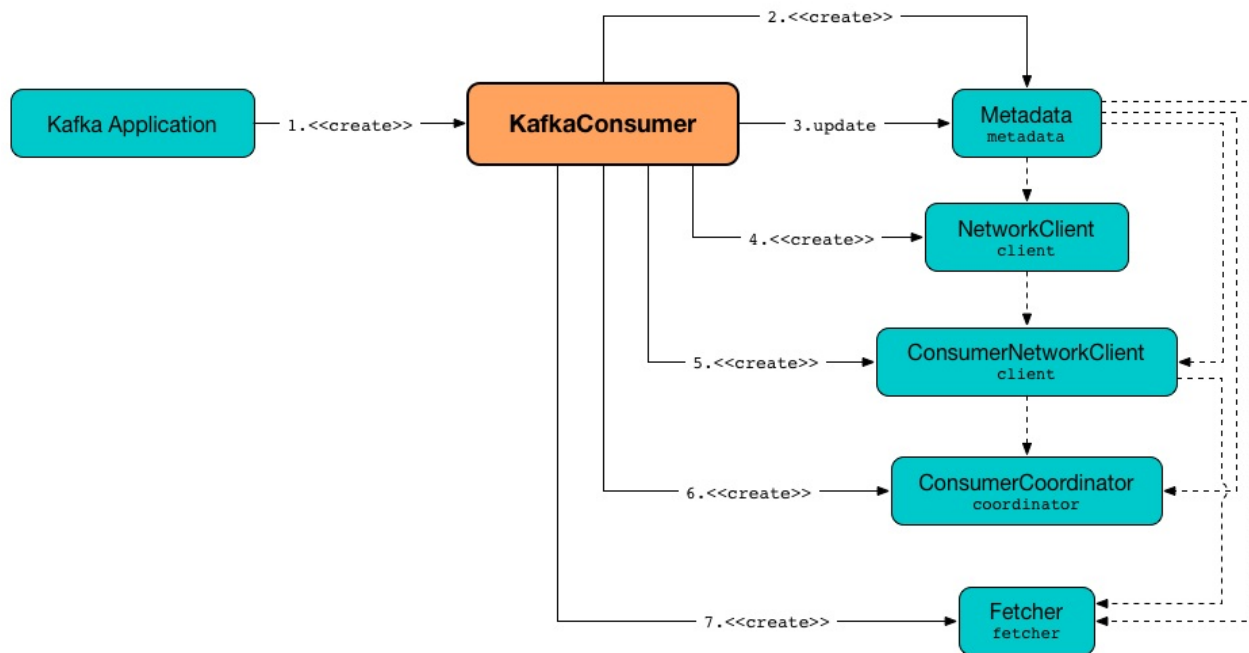 2.<<create>>
Kafka Application
1.<<create>>
KafkaConsumer
3.update
Metadata
metadata
4.<<create>>
NetworkClient
client
5.<<create>>
ConsumerNetworkClient
client
6.<<create>>
ConsumerCoordinator
coordinator
7.<<create>>
Fetcher
fetcher